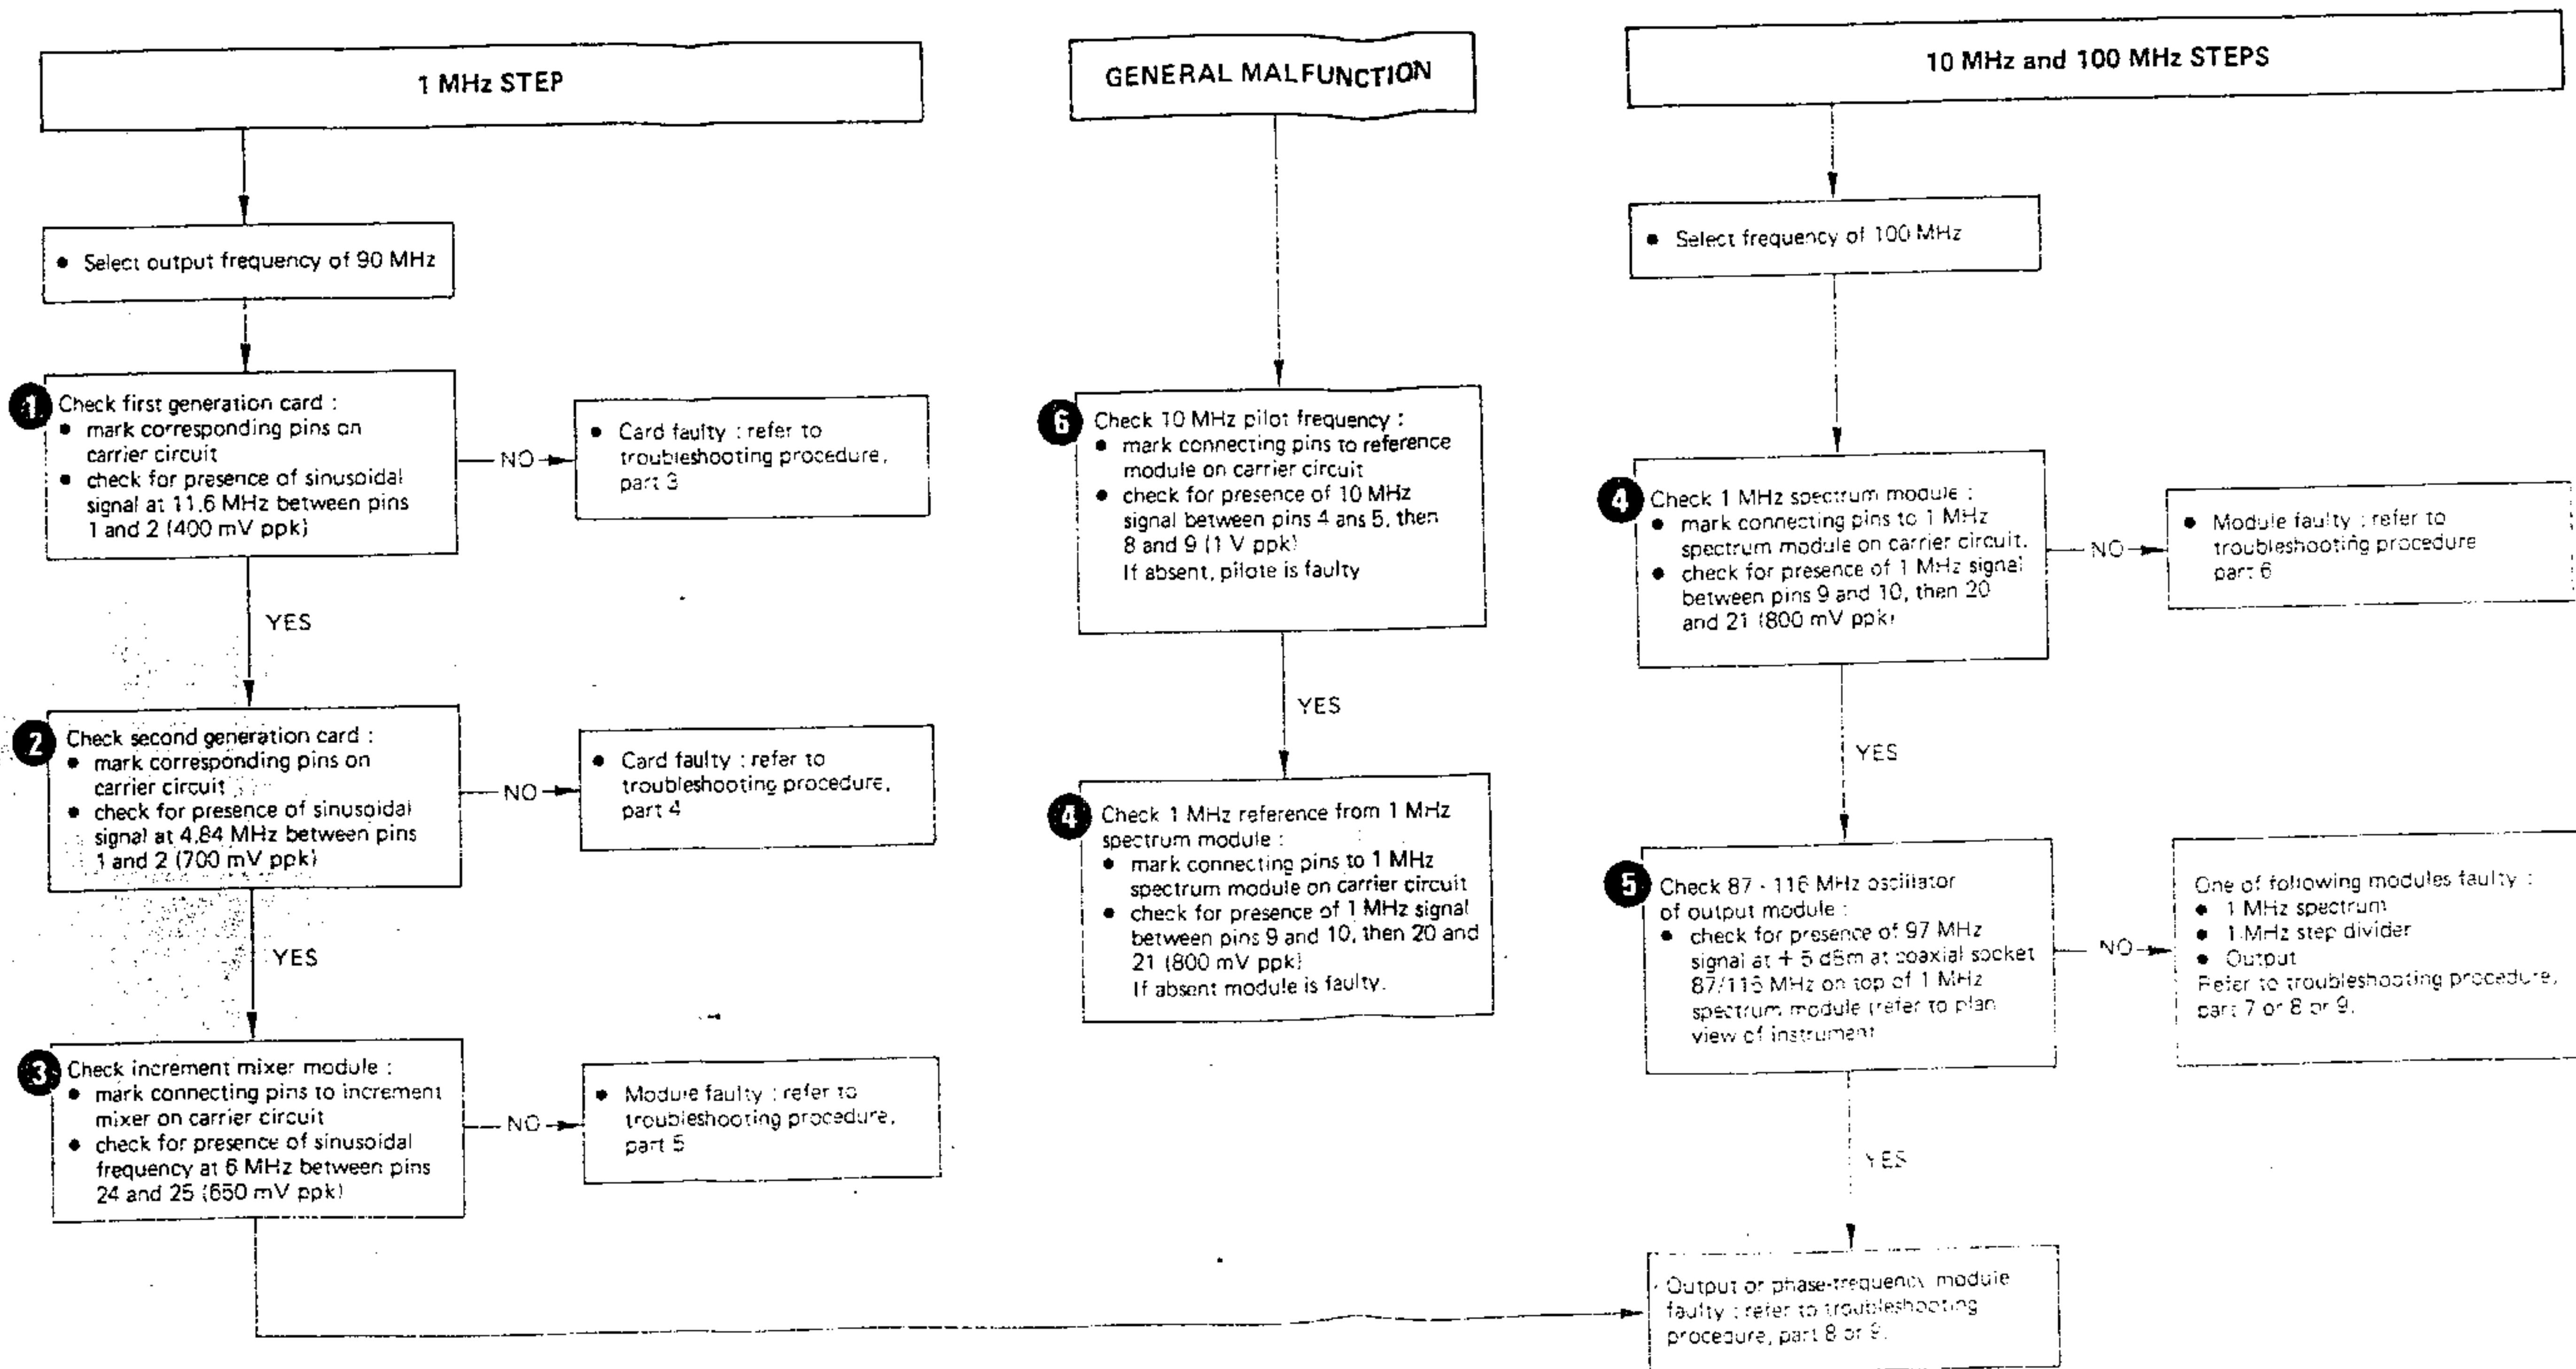 1 MHz STEP
● Select output frequency of 90 MHz
1
Check first generation card :
● mark corresponding pins on
carrier circuit
● check for presence of sinusoidal
signal at 11.6 MHz between pins
1 and 2 (400 mV ppk)
NO
● Card faulty : refer to
troubleshooting procedure,
part 3
YES
2
Check second generation card :
● mark corresponding pins on
carrier circuit
● check for presence of sinusoidal
signal at 4.84 MHz between pins
1 and 2 (700 mV ppk)
NO
● Card faulty : refer to
troubleshooting procedure,
part 4
YES
3
Check increment mixer module :
● mark connecting pins to increment
mixer on carrier circuit
● check for presence of sinusoidal
frequency at 6 MHz between pins
24 and 25 (650 mV ppk)
NO
● Module faulty : refer to
troubleshooting procedure,
part 5
GENERAL MALFUNCTION
6
Check 10 MHz pilot frequency :
● mark connecting pins to reference
module on carrier circuit
● check for presence of 10 MHz
signal between pins 4 ans 5, then
8 and 9 (1 V ppk)
If absent, pilote is faulty
YES
4
Check 1 MHz reference from 1 MHz
spectrum module :
● mark connecting pins to 1 MHz
spectrum module on carrier circuit
● check for presence of 1 MHz signal
between pins 9 and 10, then 20 and
21 (800 mV ppk)
If absent module is faulty.
10 MHz and 100 MHz STEPS
● Select frequency of 100 MHz
4
Check 1 MHz spectrum module :
● mark connecting pins to 1 MHz
spectrum module on carrier circuit.
● check for presence of 1 MHz signal
between pins 9 and 10, then 20
and 21 (800 mV ppk)
NO
● Module faulty : refer to
troubleshooting procedure
part 6
YES
5
Check 87 - 116 MHz oscillator
of output module :
● check for presence of 97 MHz
signal at + 5 dBm at coaxial socket
87/116 MHz on top of 1 MHz
spectrum module (refer to plan
view of instrument
NO
One of following modules faulty :
● 1 MHz spectrum
● 1 MHz step divider
● Output
Refer to troubleshooting procedure,
part 7 or 8 or 9.
YES
Output or phase-frequency module
faulty : refer to troubleshooting
procedure, part 8 or 9.